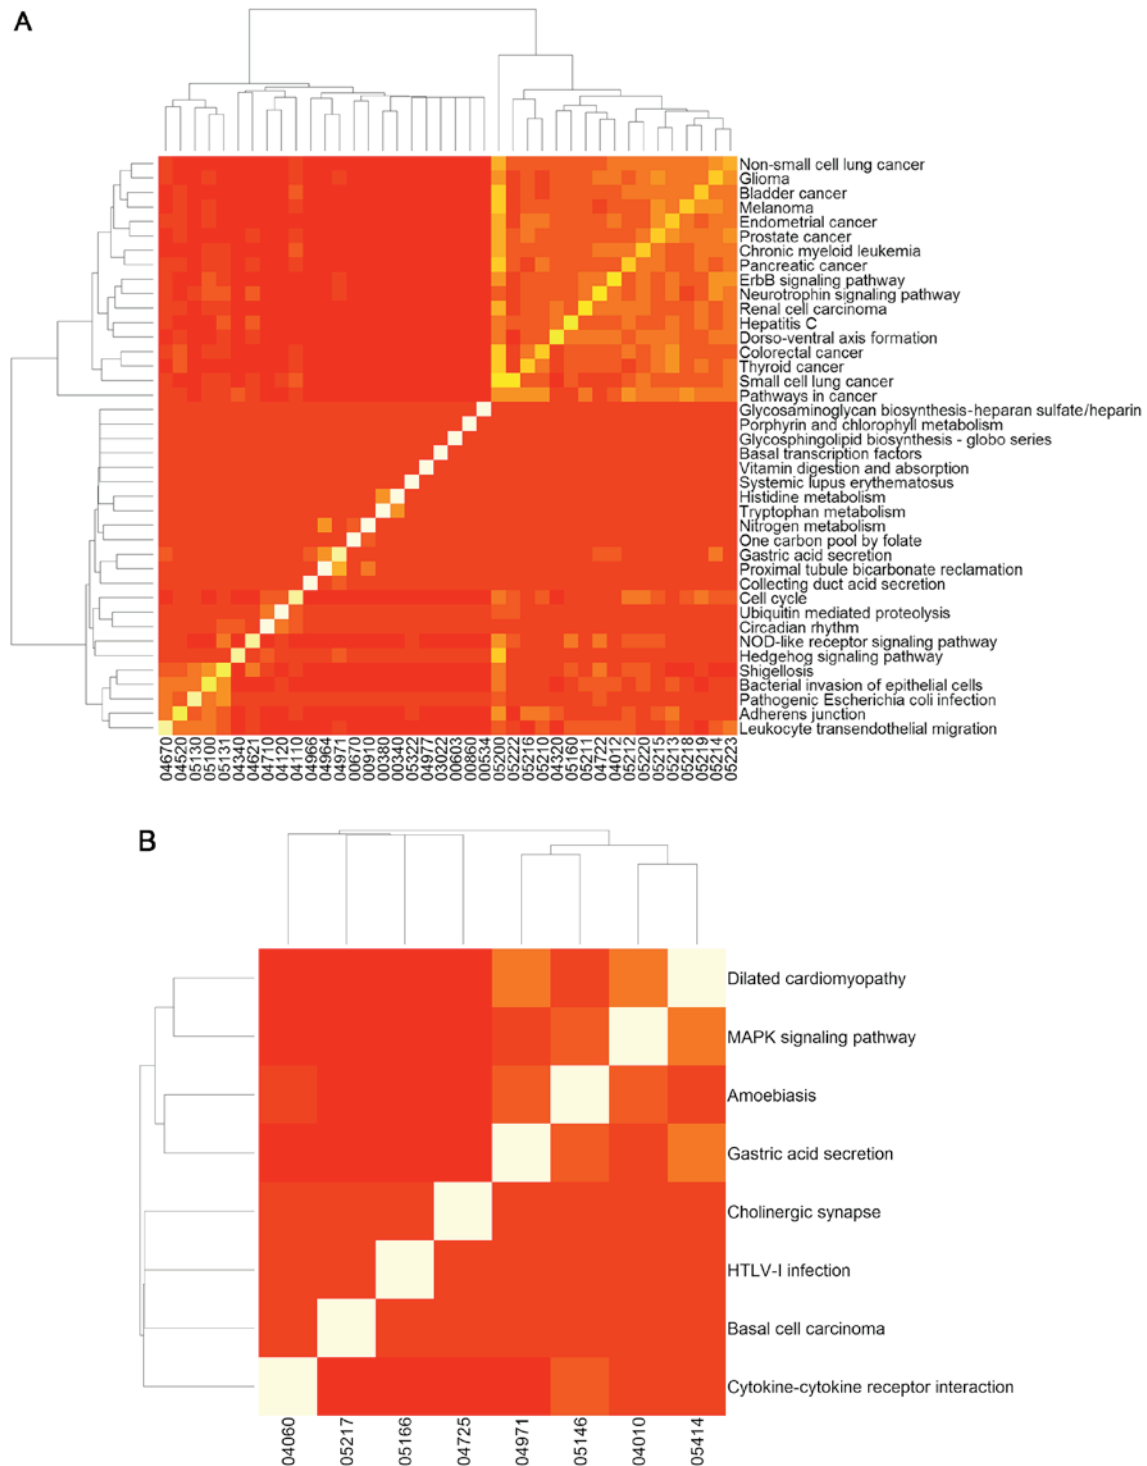 A
Non-small cell lung cancer
Glioma
Bladder cancer
Melanoma
Endometrial cancer
Prostate cancer
Chronic myeloid leukemia
Pancreatic cancer
ErbB signaling pathway
Neurotrophin signaling pathway
Renal cell carcinoma
Hepatitis C
Dorso-ventral axis formation
Colorectal cancer
Thyroid cancer
Small cell lung cancer
Pathways in cancer
Glycosaminoglycan biosynthesis-heparan sulfate/heparin
Porphyrin and chlorophyll metabolism
Glycosphingolipid biosynthesis - globo series
Basal transcription factors
Vitamin digestion and absorption
Systemic lupus erythematosus
Histidine metabolism
Tryptophan metabolism
Nitrogen metabolism
One carbon pool by folate
Gastric acid secretion
Proximal tubule bicarbonate reclamation
Collecting duct acid secretion
Cell cycle
Ubiquitin mediated proteolysis
Circadian rhythm
NOD-like receptor signaling pathway
Hedgehog signaling pathway
Shigellosis
Bacterial invasion of epithelial cells
Pathogenic Escherichia coli infection
Adherens junction
Leukocyte transendothelial migration
04670
04520
05130
05100
05131
04340
04621
04710
04120
04110
04966
04964
04971
00670
00910
00380
00340
05322
04977
03022
00603
00860
00534
05200
05222
05216
05210
04320
05160
05211
04722
04012
05212
05220
05215
05213
05218
05219
05214
05223
B
Dilated cardiomyopathy
MAPK signaling pathway
Amoebiasis
Gastric acid secretion
Cholinergic synapse
HTLV-I infection
Basal cell carcinoma
Cytokine-cytokine receptor interaction
04060
05217
05166
04725
04971
05146
04010
05414